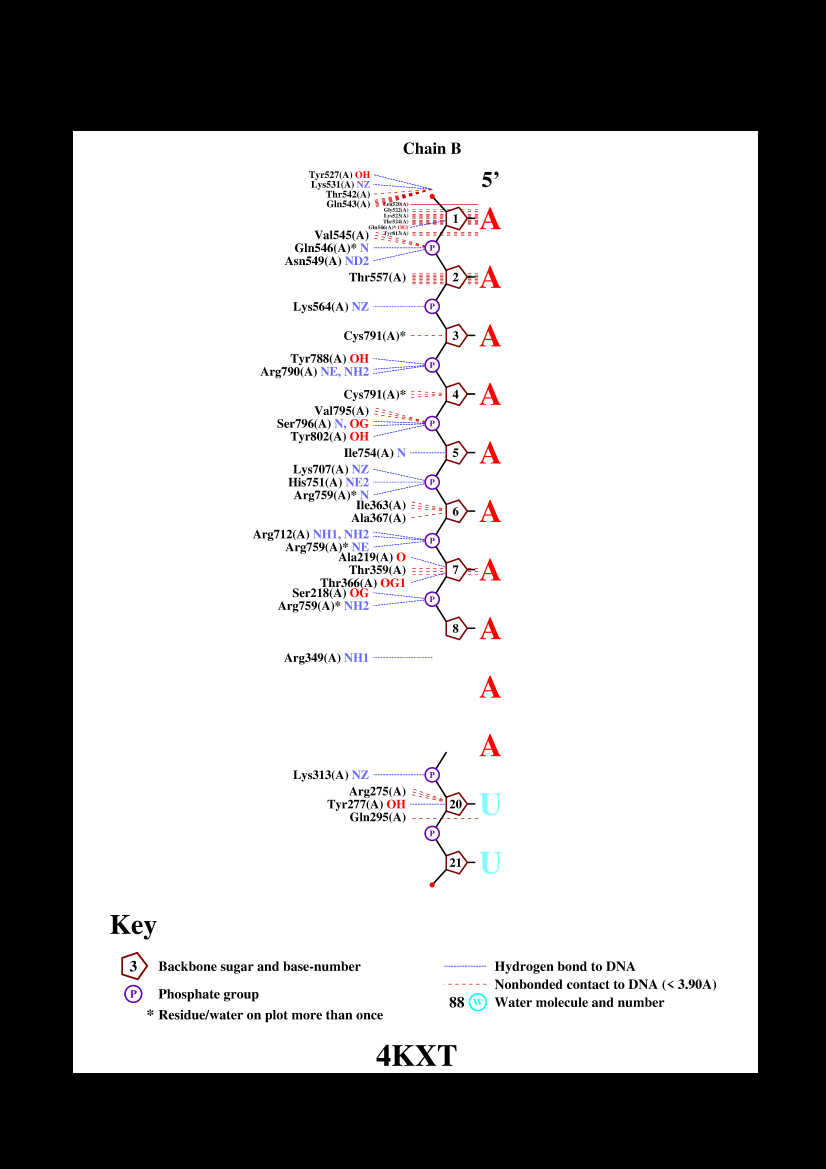 Chain B
5’
Tyr527(A) OH
Lys531(A) NZ
Thr542(A)
Gln543(A)
Leu520(A)
Gly522(A)
Lys523(A)
Thr524(A)
Gln546(A)* OE1
Tyr813(A)
1 A
Val545(A)
Gln546(A)* N
P
Asn549(A) ND2
Thr557(A) 2 A
Lys564(A) NZ P
Cys791(A)* 3 A
Tyr788(A) OH
P
Arg790(A) NE, NH2
Cys791(A)* 4 A
Val795(A)
Ser796(A) N, OG P
Tyr802(A) OH
Ile754(A) N 5 A
Lys707(A) NZ
His751(A) NE2 P
Arg759(A)* N
Ile363(A)
6 A
Ala367(A)
Arg712(A) NH1, NH2
P
Arg759(A)* NE
Ala219(A) O
Thr359(A) 7 A
Thr366(A) OG1
Ser218(A) OG
P
Arg759(A)* NH2
8 A
Arg349(A) NH1
A
A
Lys313(A) NZ P
Arg275(A)
Tyr277(A) OH 20 U
Gln295(A)
P
21 U
Key
3 Backbone sugar and base-number
P Phosphate group
* Residue/water on plot more than once
Hydrogen bond to DNA
Nonbonded contact to DNA (< 3.90A)
88 W Water molecule and number
4KXT